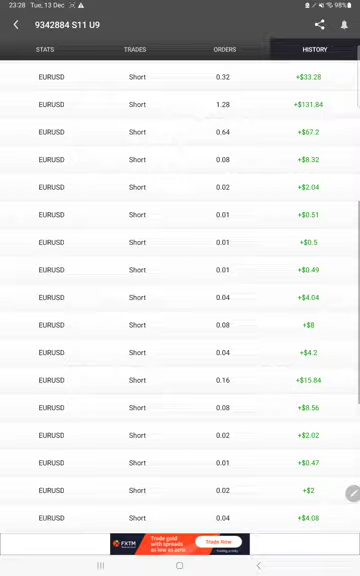 23:28 Tue, 13 Dec 98%
9342884 S11 U9
STATS TRADES ORDERS HISTORY
EURUSD Short 0.32 +$33.28
EURUSD Short 1.28 +$131.84
EURUSD Short 0.64 +$67.2
EURUSD Short 0.08 +$8.32
EURUSD Short 0.02 +$2.04
EURUSD Short 0.01 +$0.51
EURUSD Short 0.01 +$0.5
EURUSD Short 0.01 +$0.49
EURUSD Short 0.04 +$4.04
EURUSD Short 0.08 +$8
EURUSD Short 0.04 +$4.2
EURUSD Short 0.16 +$15.84
EURUSD Short 0.08 +$8.56
EURUSD Short 0.02 +$2.02
EURUSD Short 0.01 +$0.47
EURUSD Short 0.02 +$2
EURUSD Short 0.04 +$4.08
FXTM
Trade gold
with spreads
as low as zero
Trade Now
Trading is risky